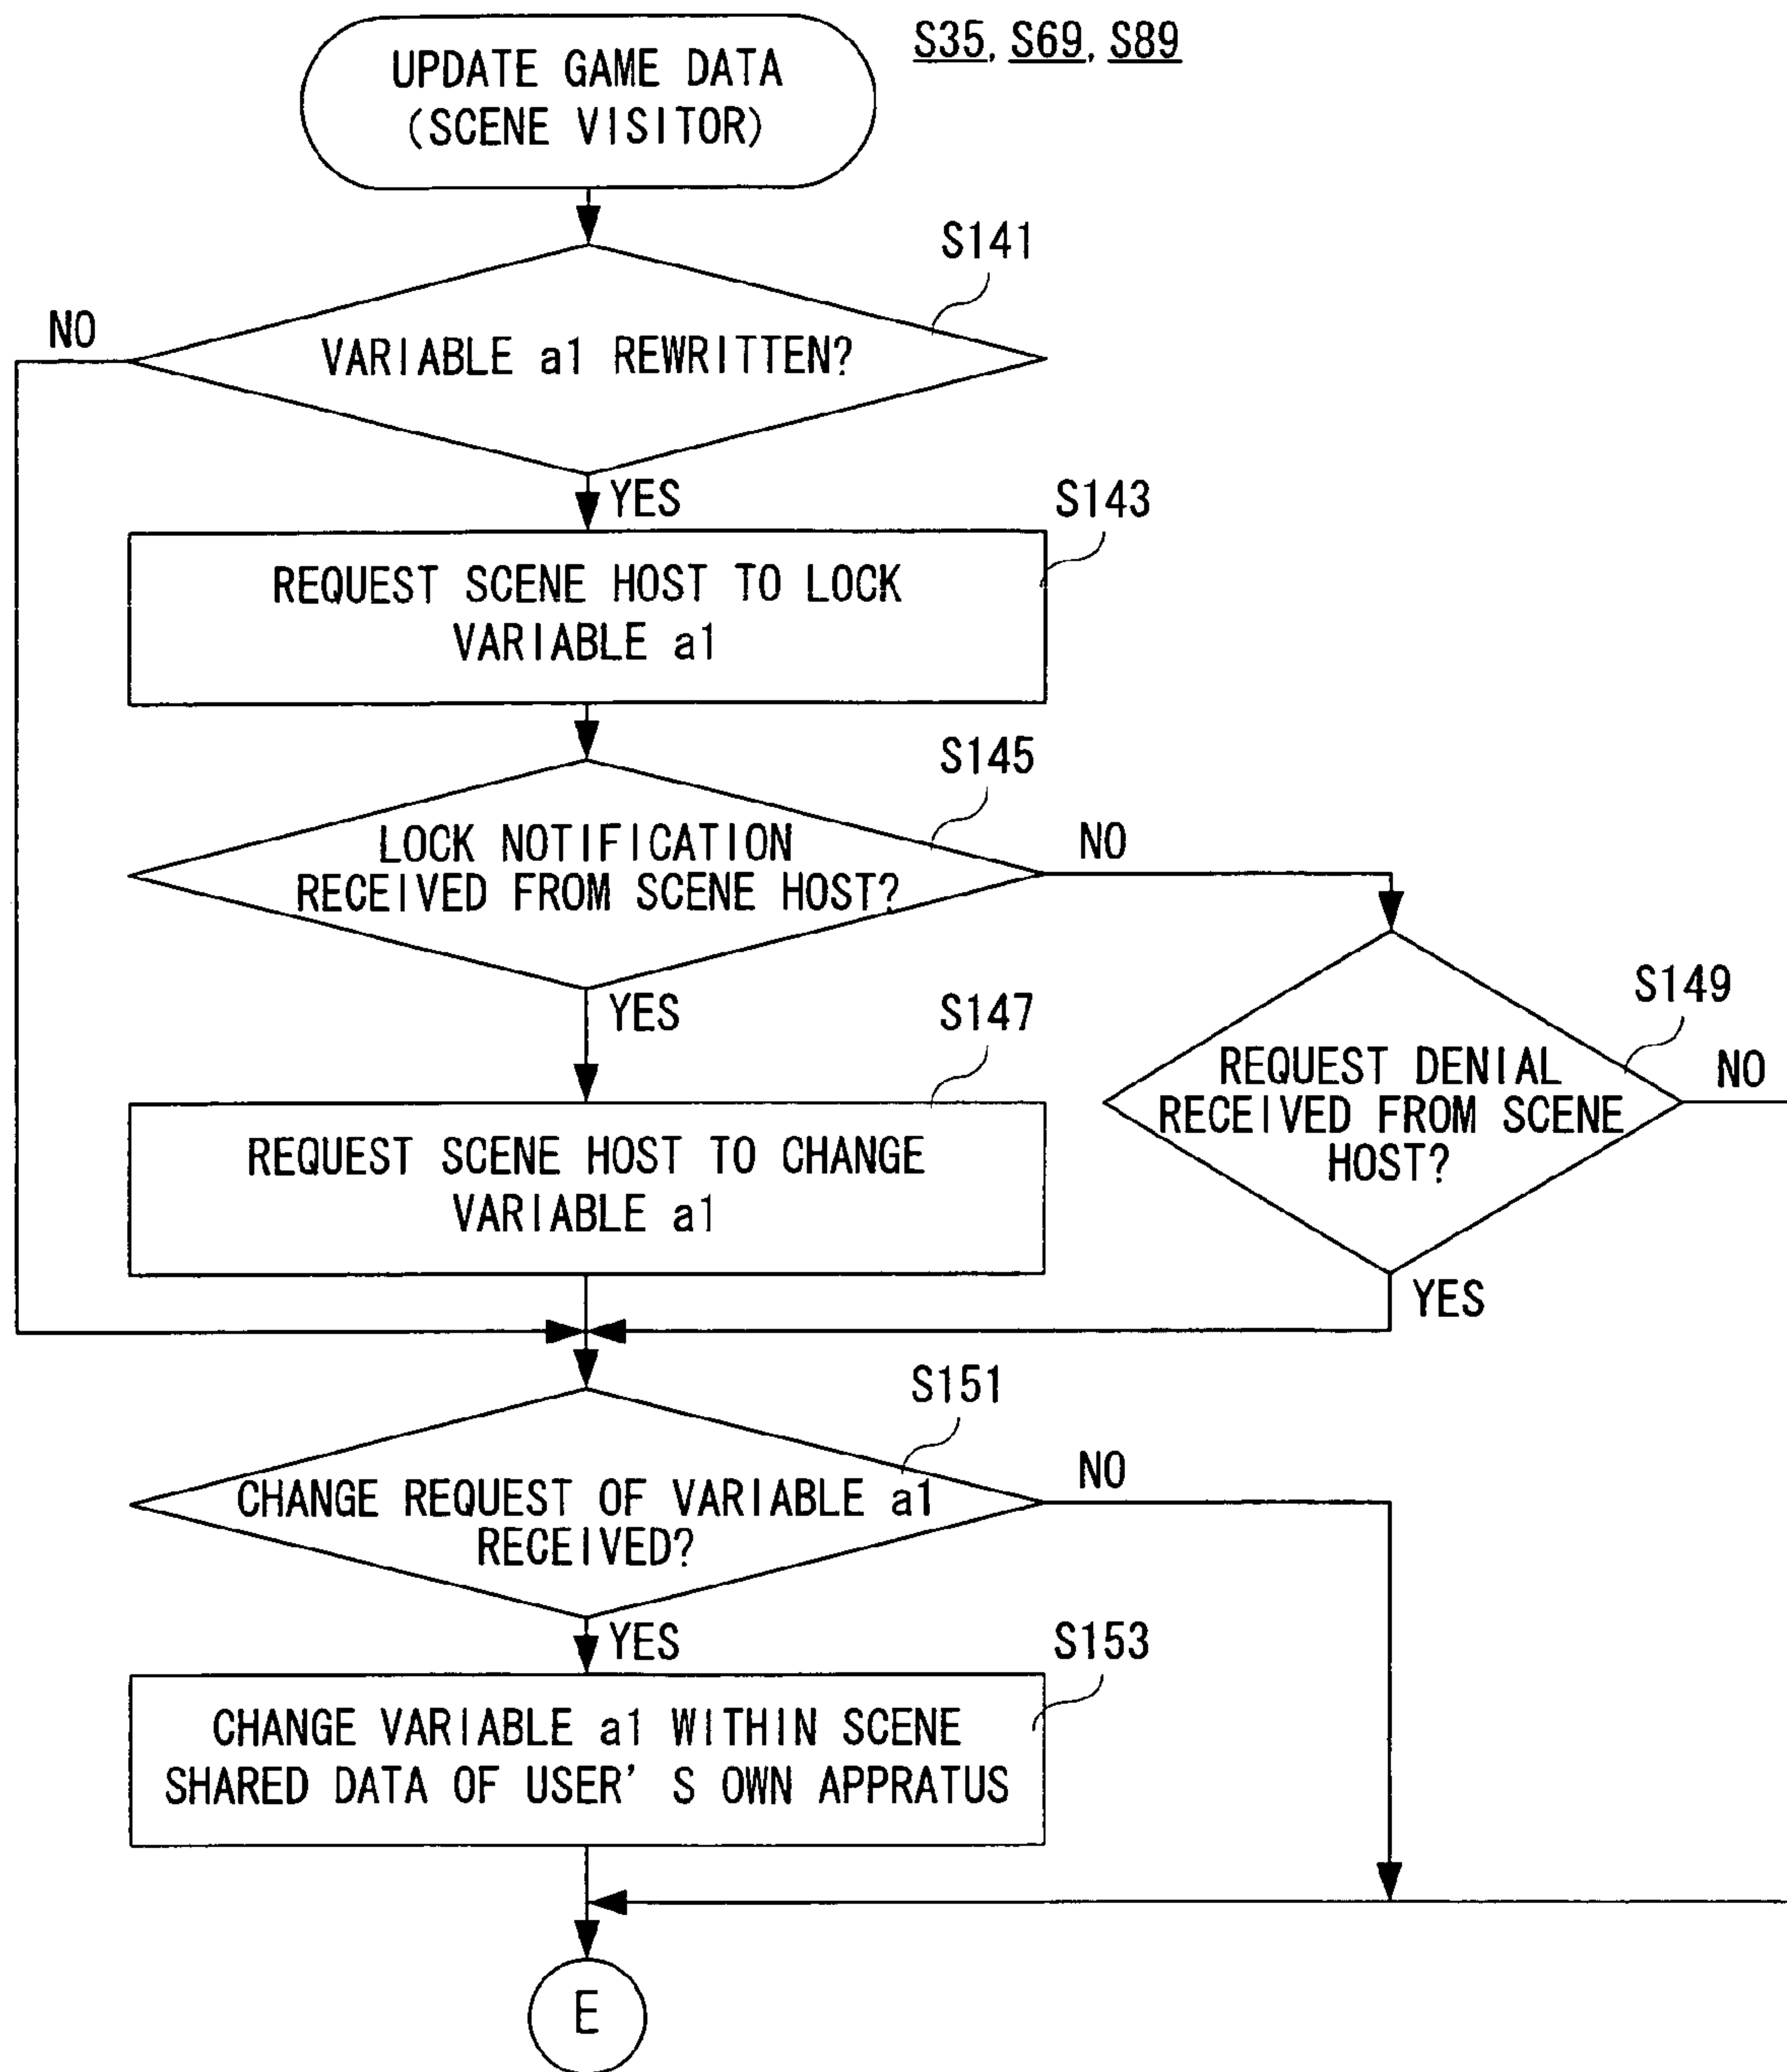 UPDATE GAME DATA
(SCENE VISITOR)
S35, S69, S89
S141
NO
VARIABLE a1 REWRITTEN?
YES
S143
REQUEST SCENE HOST TO LOCK
VARIABLE a1
S145
LOCK NOTIFICATION
RECEIVED FROM SCENE HOST?
NO
YES
S147
S149
REQUEST DENIAL
RECEIVED FROM SCENE
HOST?
NO
REQUEST SCENE HOST TO CHANGE
VARIABLE a1
YES
S151
CHANGE REQUEST OF VARIABLE a1
RECEIVED?
NO
YES
S153
CHANGE VARIABLE a1 WITHIN SCENE
SHARED DATA OF USER' S OWN APPRATUS
E